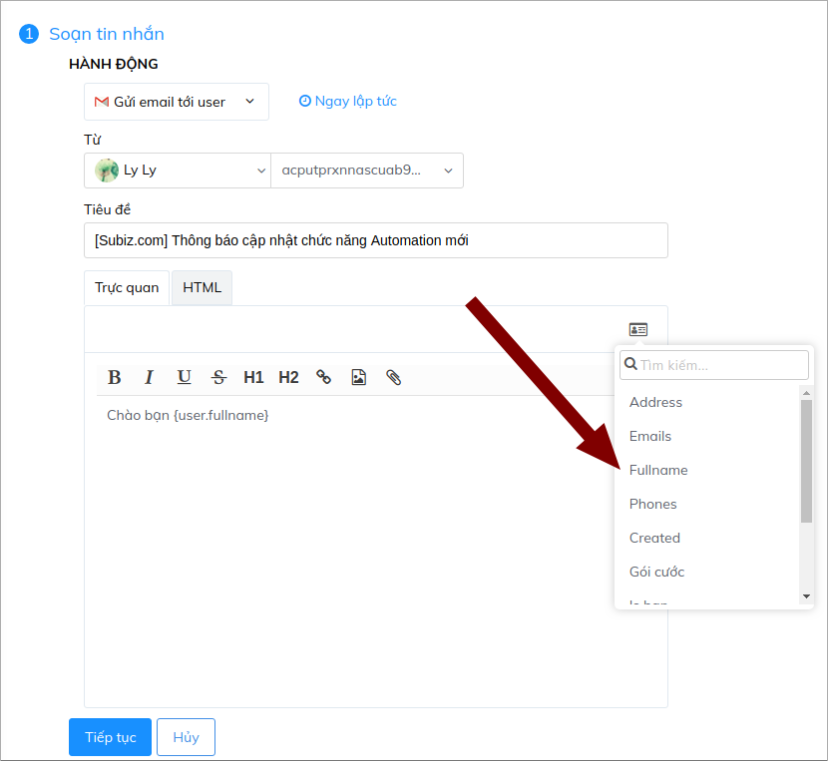 1 Soạn tin nhắn
HÀNH ĐỘNG
Gửi email tới user
Ngay lập tức
Từ
Ly Ly
acputprxnnascuab9...
Tiêu đề
[Subiz.com] Thông báo cập nhật chức năng Automation mới
Trực quan
HTML
Tìm kiếm...
B I U S H1 H2
Chào bạn {user.fullname}
Address
Emails
Fullname
Phones
Created
Gói cước
Tiếp tục
Hủy